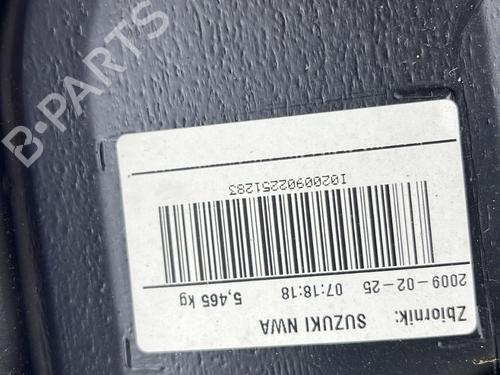 Zbiornik: SUZUKI NWA
2009-02-25 07:18:18 5,465 kg
I0200902251283
B-PARTS